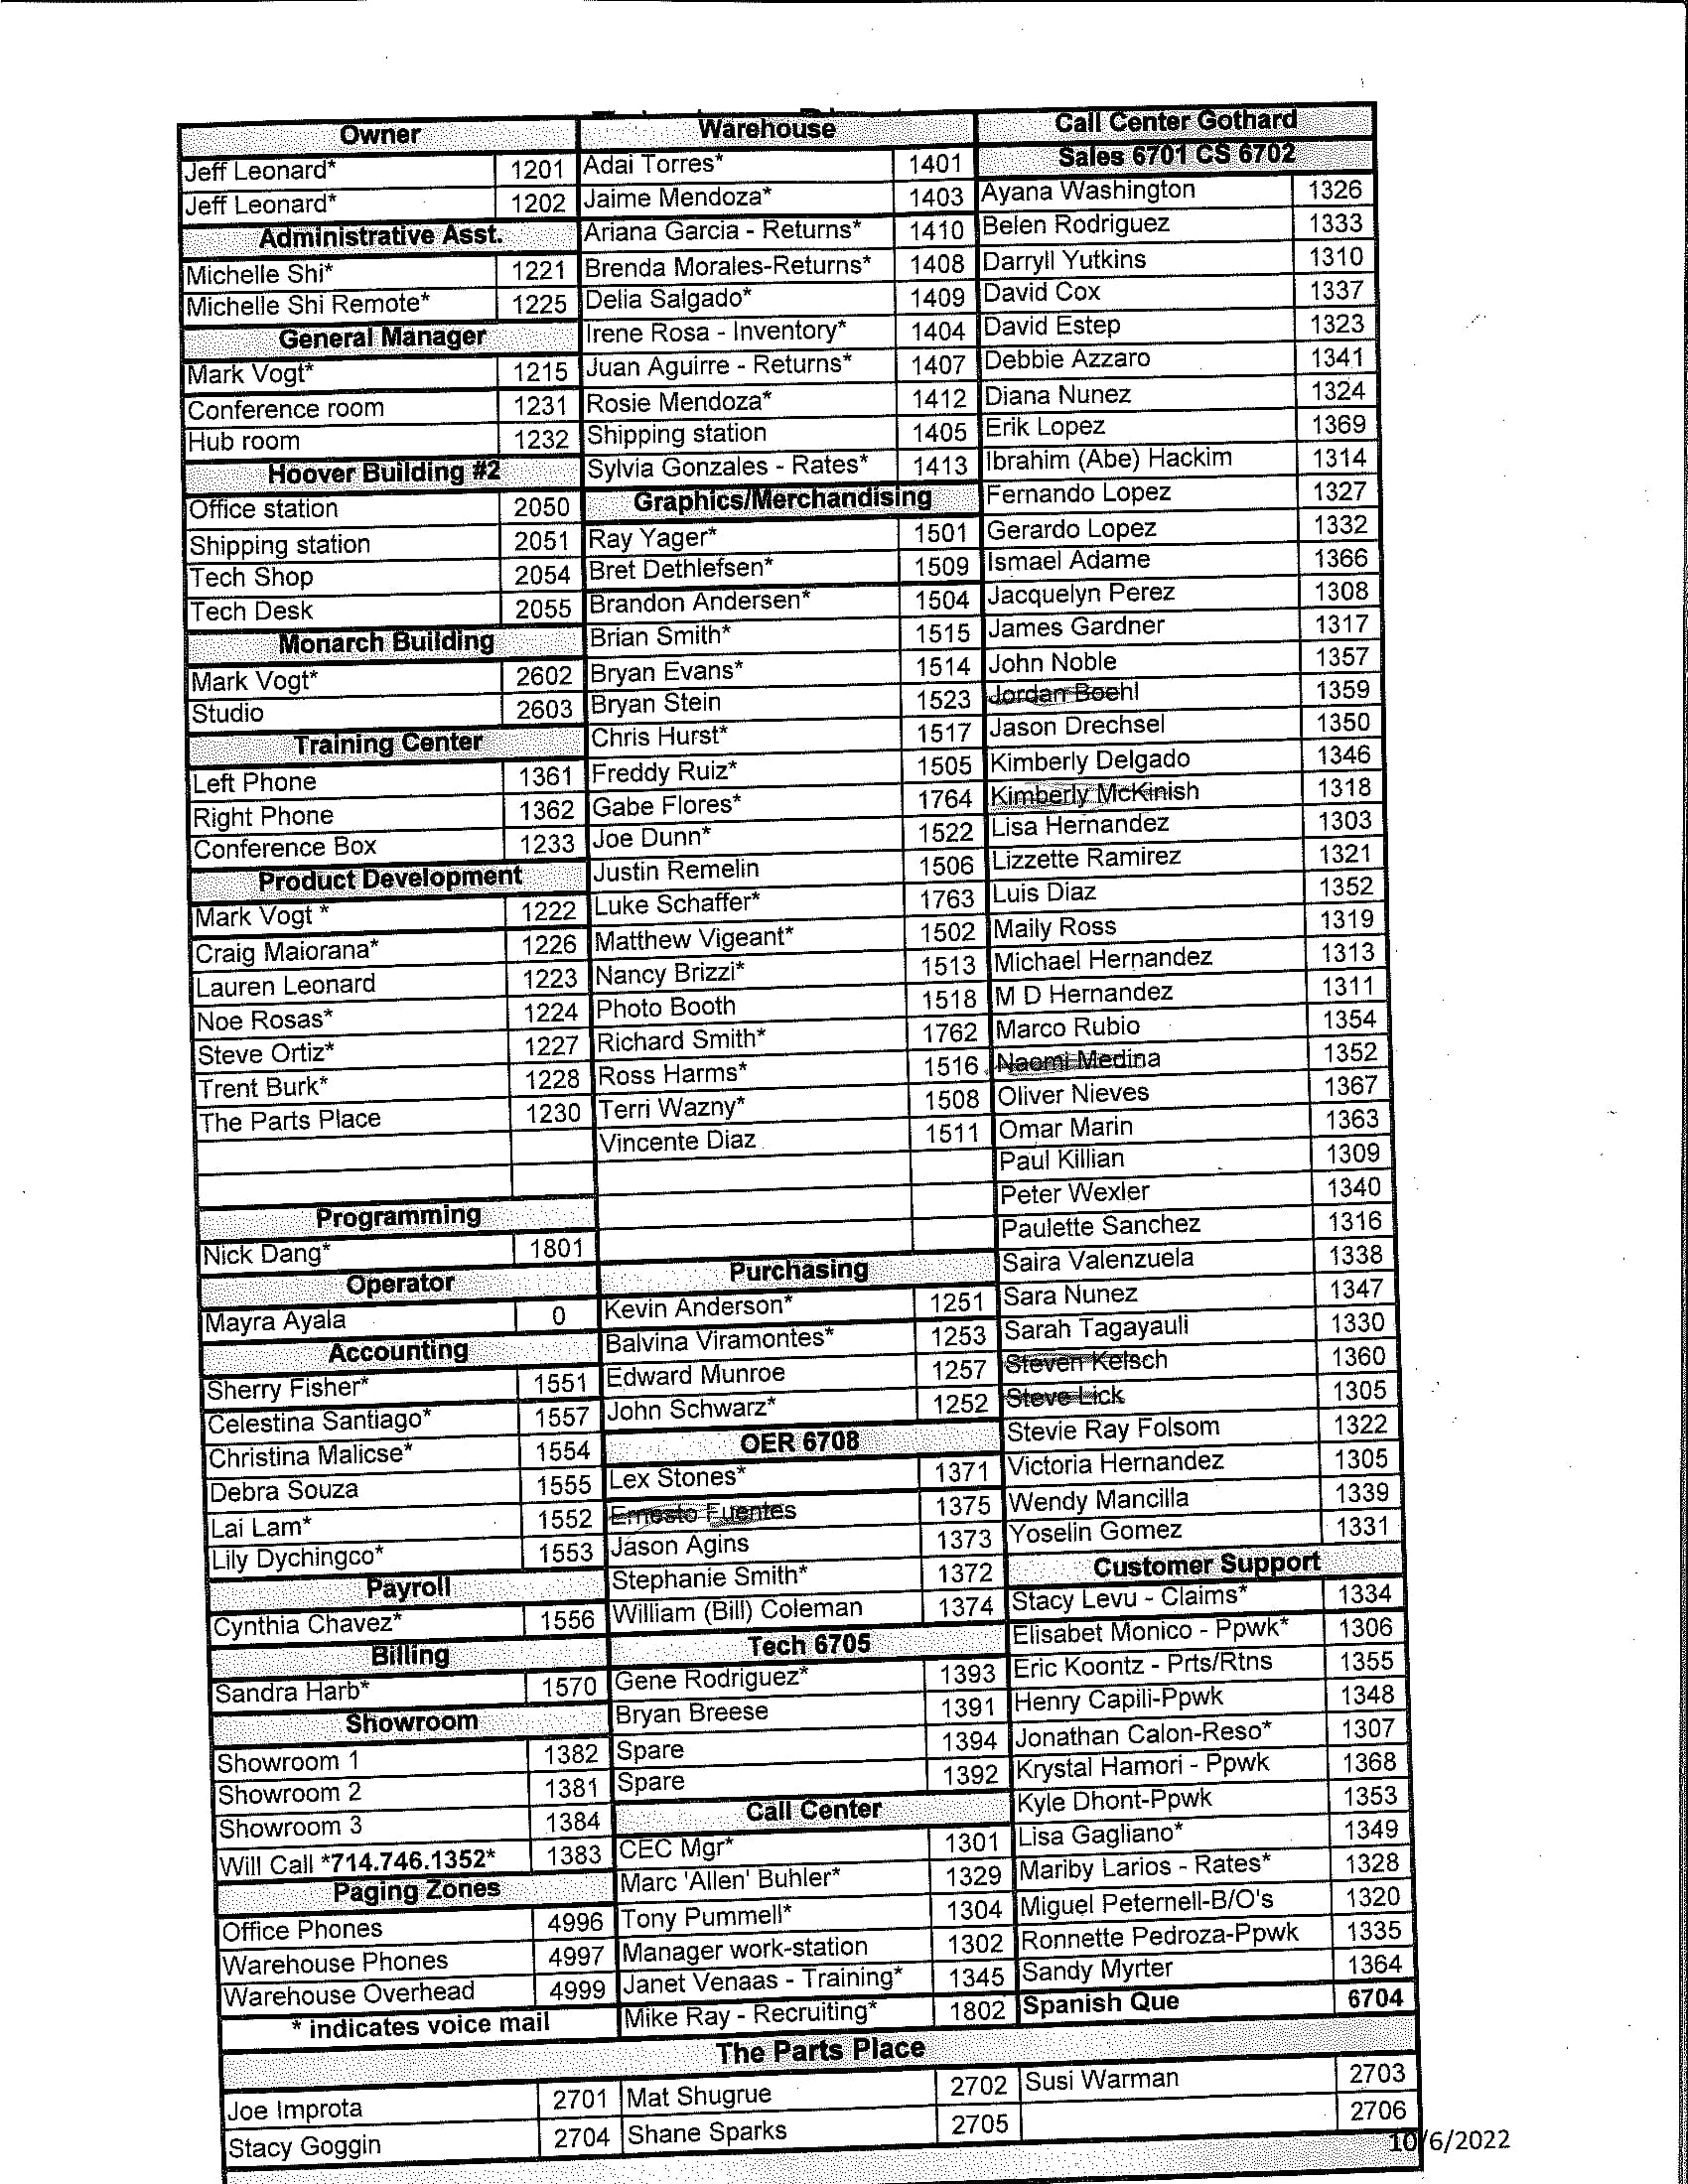 Owner
Jeff Leonard* 1201
Jeff Leonard* 1202
Administrative Asst.
Michelle Shi* 1221
Michelle Shi Remote* 1225
General Manager
Mark Vogt* 1215
Conference room 1231
Hub room 1232
Hoover Building #2
Office station 2050
Shipping station 2051
Tech Shop 2054
Tech Desk 2055
Monarch Building
Mark Vogt* 2602
Studio 2603
Training Center
Left Phone 1361
Right Phone 1362
Conference Box 1233
Product Development
Mark Vogt * 1222
Craig Maiorana* 1226
Lauren Leonard 1223
Noe Rosas* 1224
Steve Ortiz* 1227
Trent Burk* 1228
The Parts Place 1230
Programming
Nick Dang* 1801
Operator
Mayra Ayala 0
Accounting
Sherry Fisher* 1551
Celestina Santiago* 1557
Christina Malicse* 1554
Debra Souza 1555
Lai Lam* 1552
Lily Dychingco* 1553
Payroll
Cynthia Chavez* 1556
Billing
Sandra Harb* 1570
Showroom
Showroom 1 1382
Showroom 2 1381
Showroom 3 1384
Will Call *714.746.1352* 1383
Paging Zones
Office Phones 4996
Warehouse Phones 4997
Warehouse Overhead 4999
* indicates voice mail
Warehouse
Adai Torres* 1401
Jaime Mendoza* 1403
Ariana Garcia - Returns* 1410
Brenda Morales-Returns* 1408
Delia Salgado* 1409
Irene Rosa - Inventory* 1404
Juan Aguirre - Returns* 1407
Rosie Mendoza* 1412
Shipping station 1405
Sylvia Gonzales - Rates* 1413
Graphics/Merchandising
Ray Yager* 1501
Bret Dethlefsen* 1509
Brandon Andersen* 1504
Brian Smith* 1515
Bryan Evans* 1514
Bryan Stein 1523
Chris Hurst* 1517
Freddy Ruiz* 1505
Gabe Flores* 1764
Joe Dunn* 1522
Justin Remelin 1506
Luke Schaffer* 1763
Matthew Vigeant* 1502
Nancy Brizzi* 1513
Photo Booth 1518
Richard Smith* 1762
Ross Harms* 1516
Terri Wazny* 1508
Vincente Diaz 1511
Purchasing
Kevin Anderson* 1251
Balvina Viramontes* 1253
Edward Munroe 1257
John Schwarz* 1252
OER 6708
Lex Stones* 1371
Ernesto Fuentes 1375
Jason Agins 1373
Stephanie Smith* 1372
William (Bill) Coleman 1374
Tech 6705
Gene Rodriguez* 1393
Bryan Breese 1391
Spare 1394
Spare 1392
Call Center
CEC Mgr* 1301
Marc 'Allen' Buhler* 1329
Tony Pummell* 1304
Manager work-station 1302
Janet Venaas - Training* 1345
Mike Ray - Recruiting* 1802
Call Center Gothard
Sales 6701 CS 6702
Ayana Washington 1326
Belen Rodriguez 1333
Darryll Yutkins 1310
David Cox 1337
David Estep 1323
Debbie Azzaro 1341
Diana Nunez 1324
Erik Lopez 1369
Ibrahim (Abe) Hackim 1314
Fernando Lopez 1327
Gerardo Lopez 1332
Ismael Adame 1366
Jacquelyn Perez 1308
James Gardner 1317
John Noble 1357
Jordan Boehl 1359
Jason Drechsel 1350
Kimberly Delgado 1346
Kimberly McKinish 1318
Lisa Hernandez 1303
Lizzette Ramirez 1321
Luis Diaz 1352
Maily Ross 1319
Michael Hernandez 1313
M D Hernandez 1311
Marco Rubio 1354
Naomi Medina 1352
Oliver Nieves 1367
Omar Marin 1363
Paul Killian 1309
Peter Wexler 1340
Paulette Sanchez 1316
Saira Valenzuela 1338
Sara Nunez 1347
Sarah Tagayauli 1330
Steven Kelsch 1360
Steve Lick 1305
Stevie Ray Folsom 1322
Victoria Hernandez 1305
Wendy Mancilla 1339
Yoselin Gomez 1331
Customer Support
Stacy Levu - Claims* 1334
Elisabet Monico - Ppwk* 1306
Eric Koontz - Prts/Rtns 1355
Henry Capili-Ppwk 1348
Jonathan Calon-Reso* 1307
Krystal Hamori - Ppwk 1368
Kyle Dhont-Ppwk 1353
Lisa Gagliano* 1349
Mariby Larios - Rates* 1328
Miguel Peternell-B/O's 1320
Ronnette Pedroza-Ppwk 1335
Sandy Myrter 1364
Spanish Que 6704
The Parts Place
Joe Improta 2701 Mat Shugrue 2702 Susi Warman 2703
Stacy Goggin 2704 Shane Sparks 2705 2706
10/6/2022